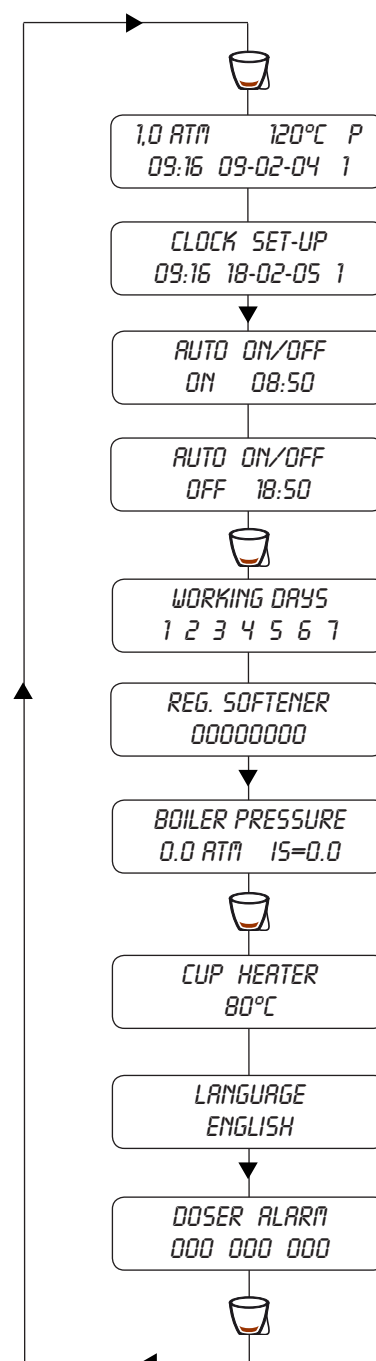 1,0 ATM 120°C P
09:16 09-02-04 1
CLOCK SET-UP
09:16 18-02-05 1
AUTO ON/OFF
ON 08:50
AUTO ON/OFF
OFF 18:50
WORKING DAYS
1 2 3 4 5 6 7
REG. SOFTENER
00000000
BOILER PRESSURE
0.0 ATM IS=0.0
CUP HEATER
80°C
LANGUAGE
ENGLISH
DOSER ALARM
000 000 000